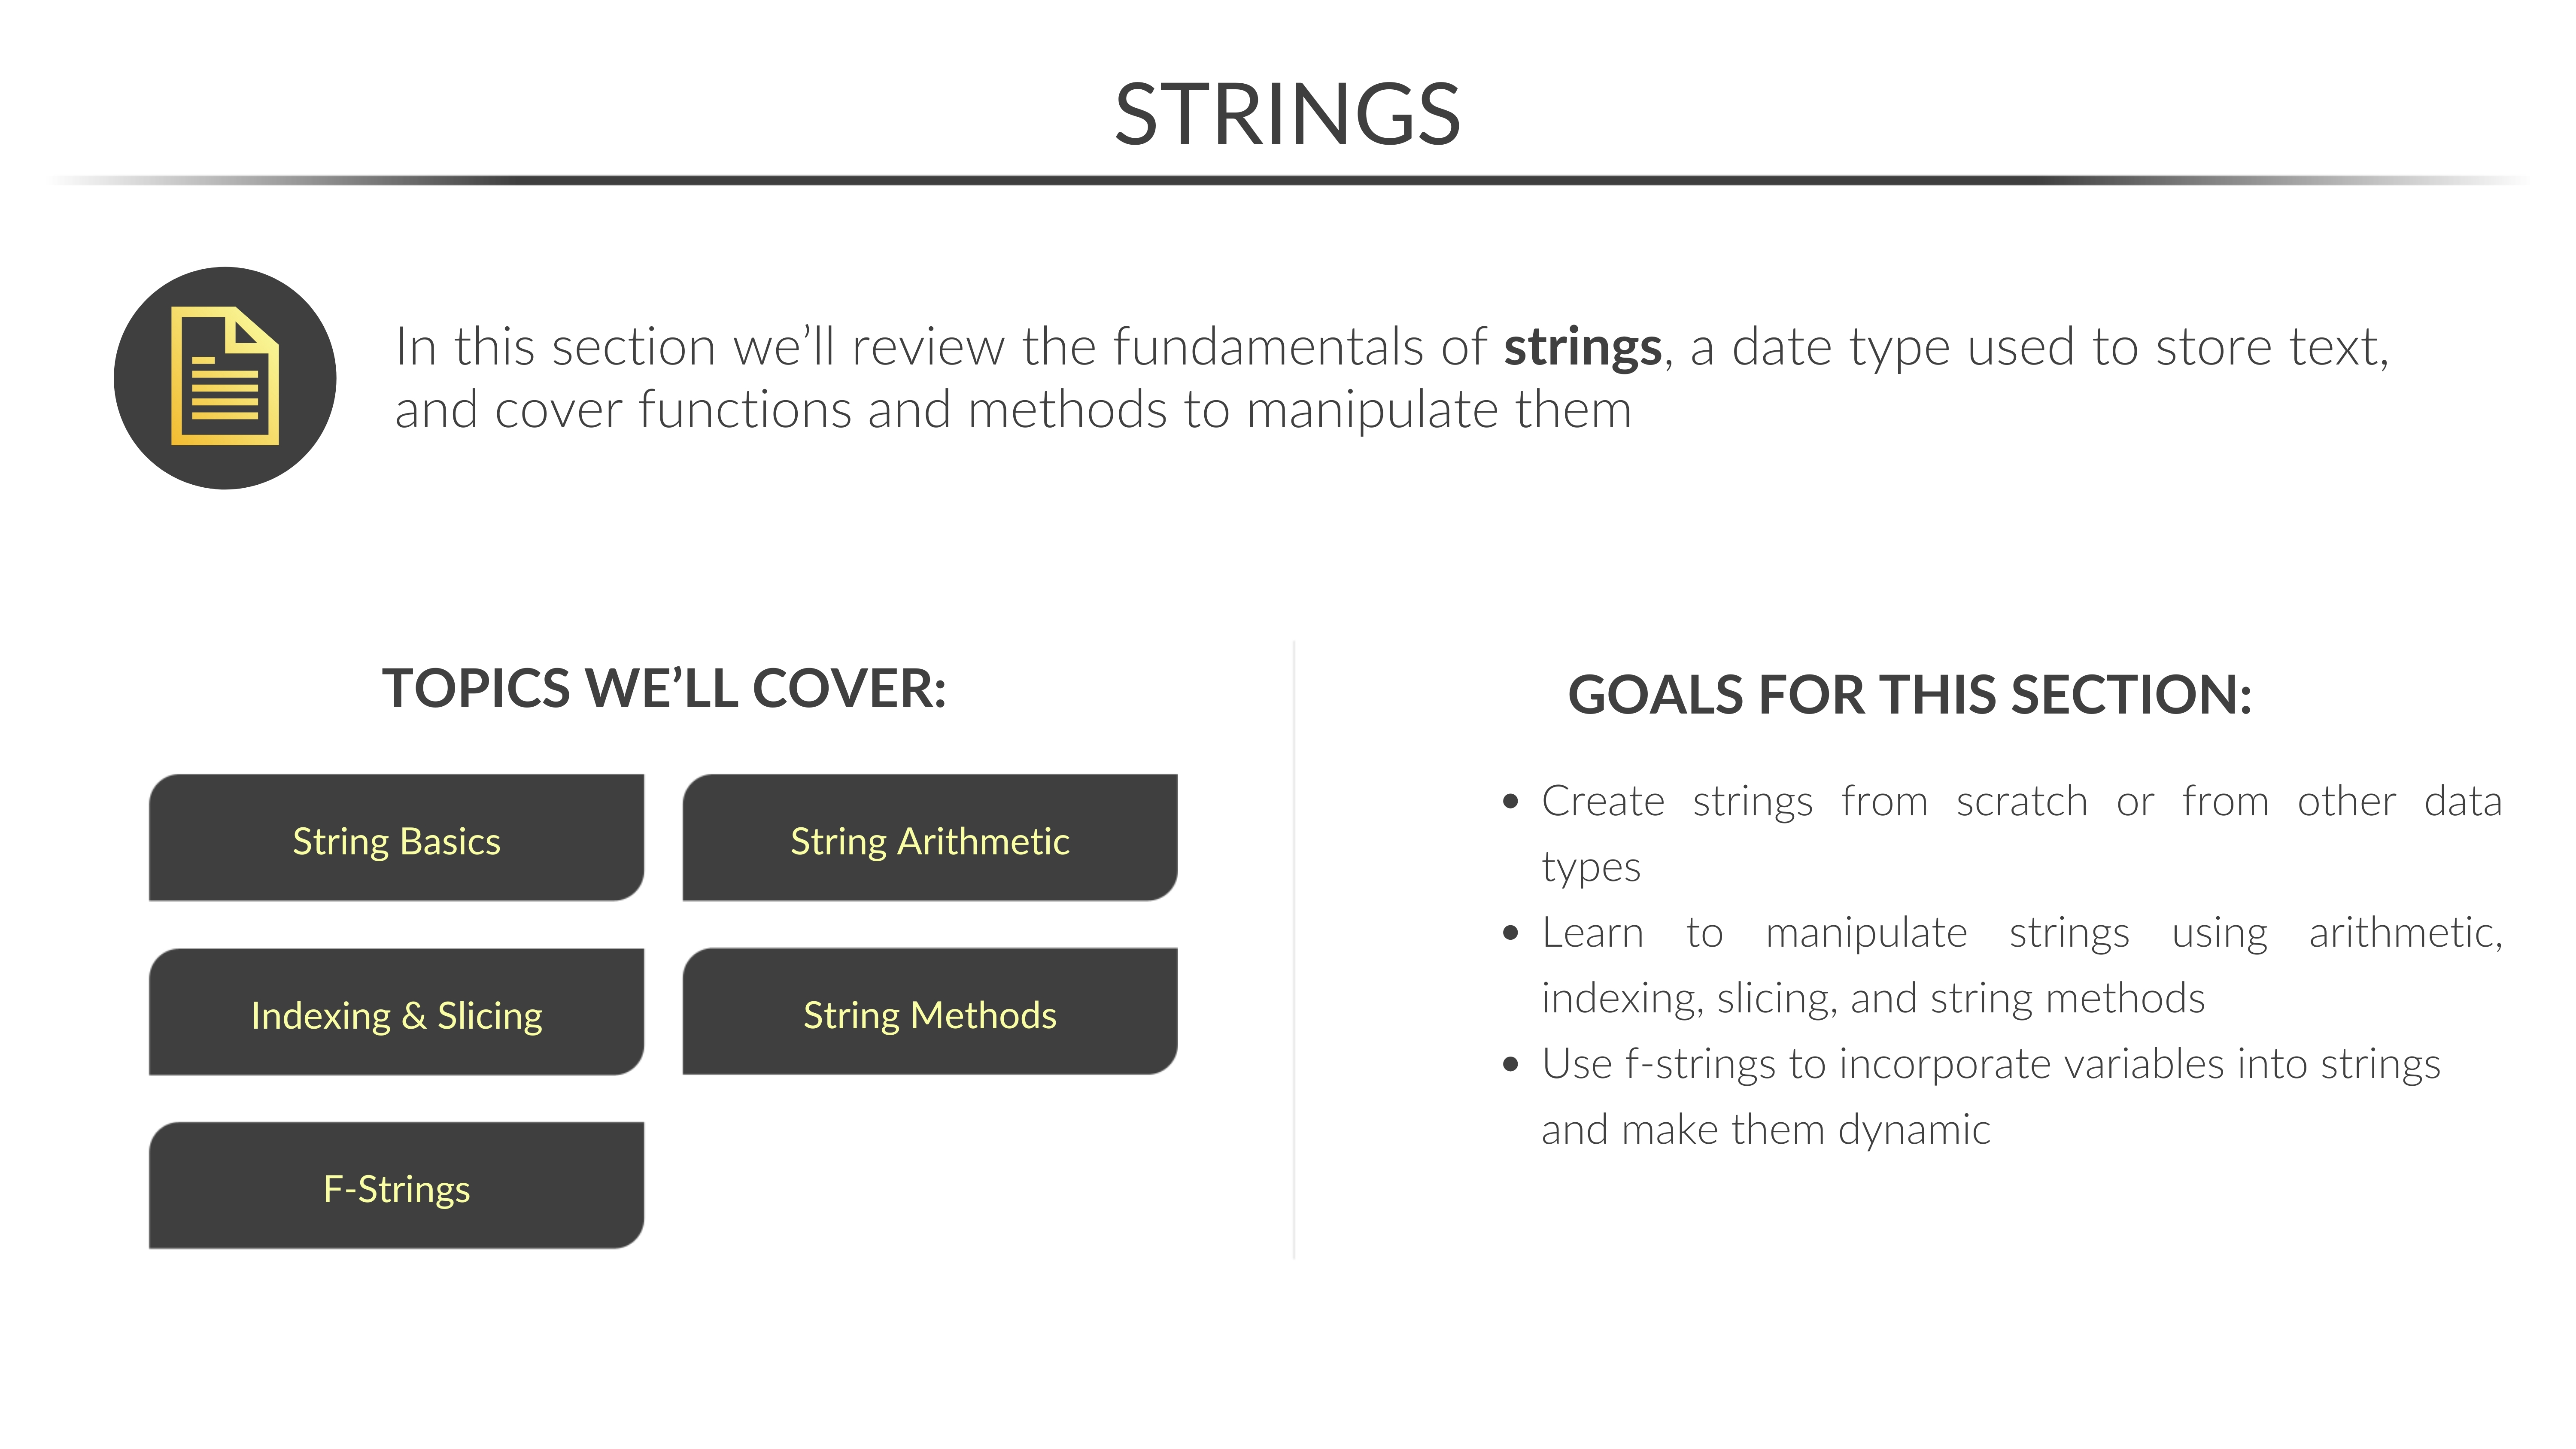 STRINGS
In this section we’ll review the fundamentals of strings, a date type used to store text,
and cover functions and methods to manipulate them
TOPICS WE’LL COVER:
String Basics
String Arithmetic
Indexing & Slicing
String Methods
F-Strings
GOALS FOR THIS SECTION:
• Create strings from scratch or from other data
types
• Learn to manipulate strings using arithmetic,
indexing, slicing, and string methods
• Use f-strings to incorporate variables into strings
and make them dynamic